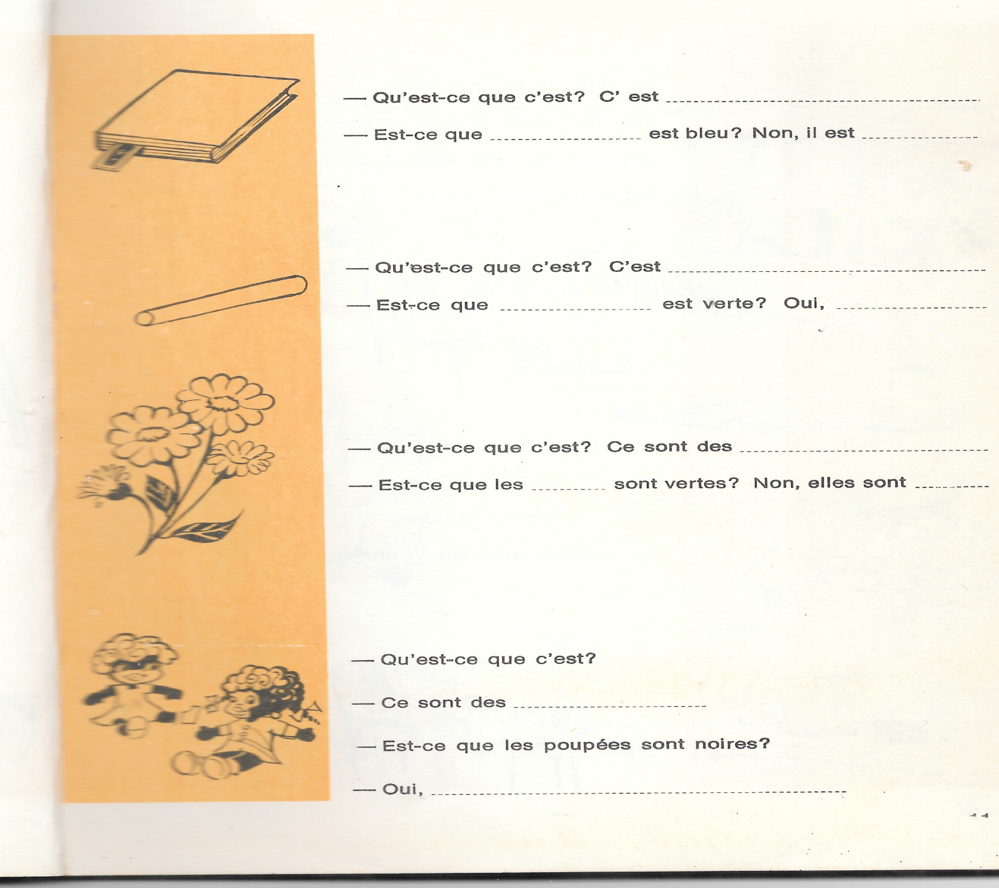 — Qu'est-ce que c'est? C' est ........................................
— Est-ce que .................... est bleu? Non, il est ...............
— Qu'est-ce que c'est? C'est ........................................
— Est-ce que .................... est verte? Oui, ....................
— Qu'est-ce que c'est? Ce sont des ..............................
— Est-ce que les .......... sont vertes? Non, elles sont ..........
— Qu'est-ce que c'est?
— Ce sont des .........................
— Est-ce que les poupées sont noires?
— Oui, ..................................................